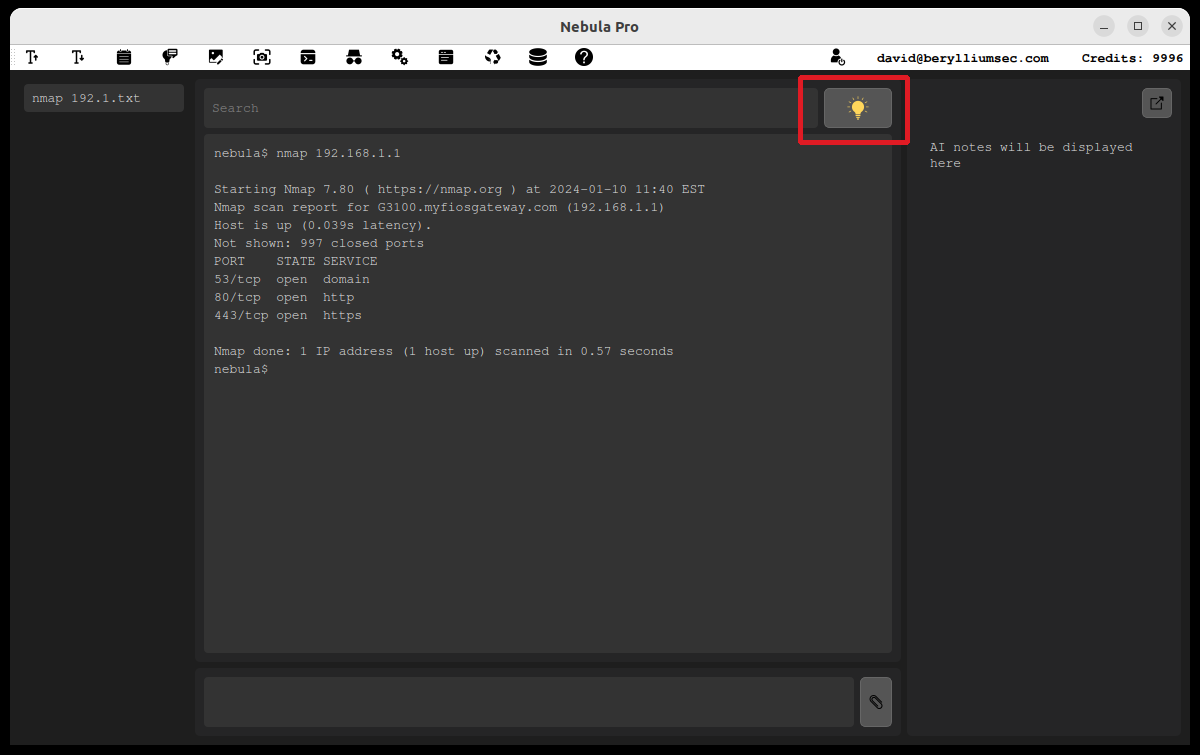 Nebula Pro
david@berylliumsec.com Credits: 9996
nmap 192.1.txt
Search
nebula$ nmap 192.168.1.1
Starting Nmap 7.80 ( https://nmap.org ) at 2024-01-10 11:40 EST
Nmap scan report for G3100.myfiosgateway.com (192.168.1.1)
Host is up (0.039s latency).
Not shown: 997 closed ports
PORT    STATE SERVICE
53/tcp  open  domain
80/tcp  open  http
443/tcp open  https
Nmap done: 1 IP address (1 host up) scanned in 0.57 seconds
nebula$
AI notes will be displayed
here